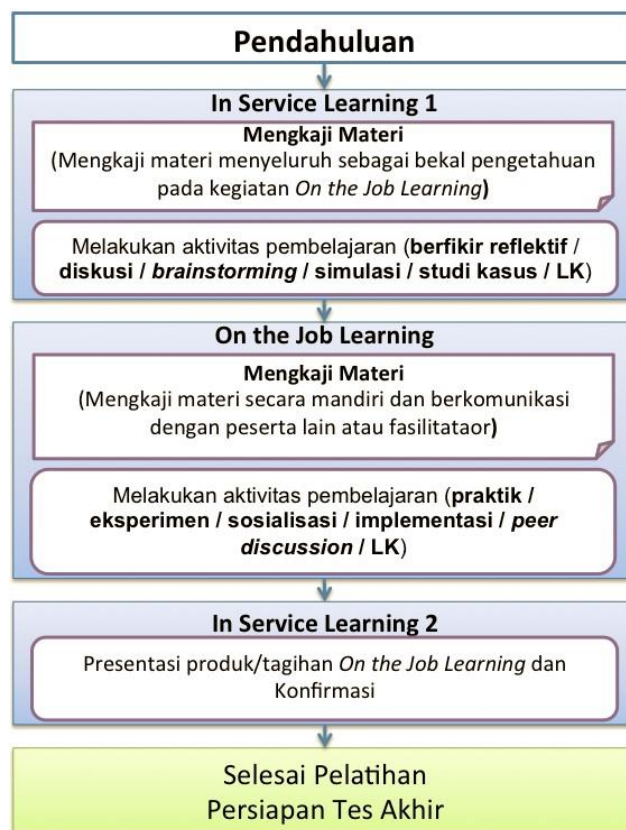 Pendahuluan
In Service Learning 1
Mengkaji Materi
(Mengkaji materi menyeluruh sebagai bekal pengetahuan
pada kegiatan On the Job Learning)
Melakukan aktivitas pembelajaran (berfikir reflektif /
diskusi / brainstorming / simulasi / studi kasus / LK)
On the Job Learning
Mengkaji Materi
(Mengkaji materi secara mandiri dan berkomunikasi
dengan peserta lain atau fasilitataor)
Melakukan aktivitas pembelajaran (praktik /
eksperimen / sosialisasi / implementasi / peer
discussion / LK)
In Service Learning 2
Presentasi produk/tagihan On the Job Learning dan
Konfirmasi
Selesai Pelatihan
Persiapan Tes Akhir